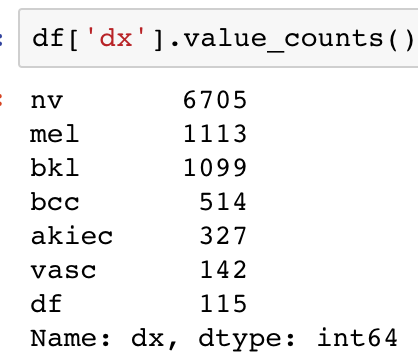 df['dx'].value_counts()
nv 6705
mel 1113
bkl 1099
bcc 514
akiec 327
vasc 142
df 115
Name: dx, dtype: int64